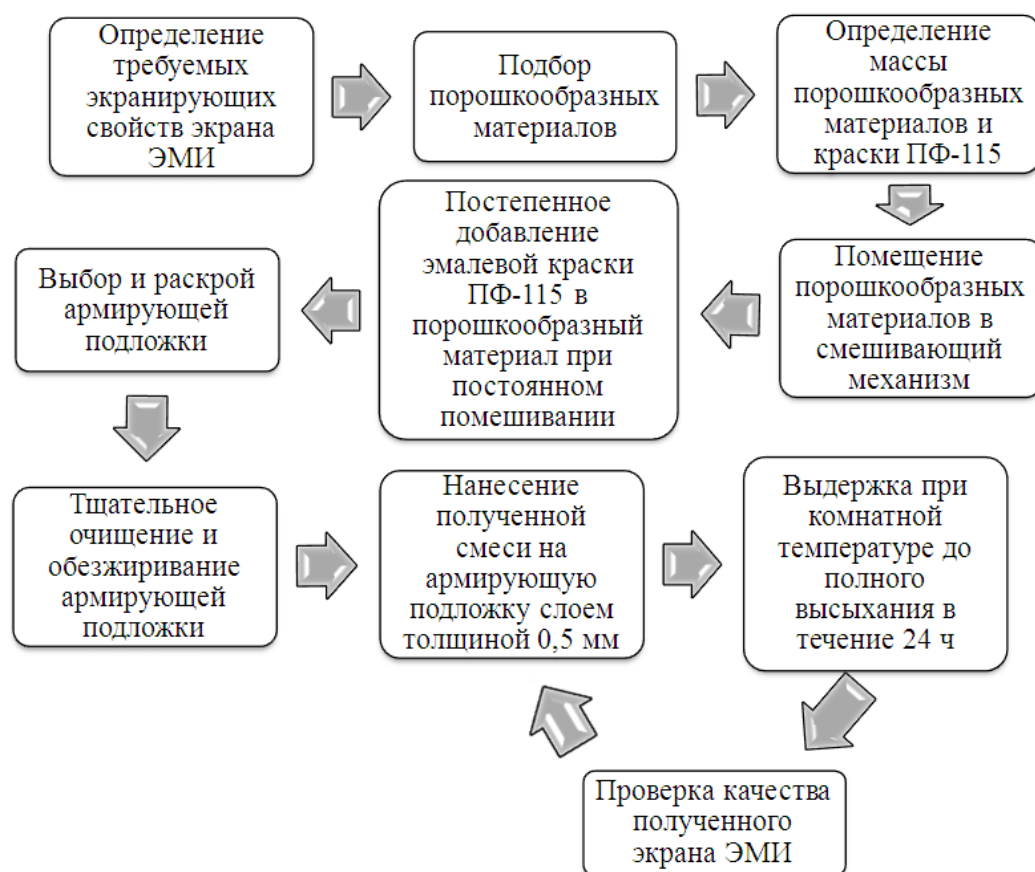 Определение
требуемых
экранирующих
свойств экрана
ЭМИ
Подбор
порошкообразных
материалов
Определение
массы
порошкообразных
материалов и
краски ПФ-115
Помещение
порошкообразных
материалов в
смешивающий
механизм
Постепенное
добавление
эмалевой краски
ПФ-115 в
порошкообразный
материал при
постоянном
помешивании
Выбор и раскрой
армирующей
подложки
Тщательное
очищение и
обезжиривание
армирующей
подложки
Нанесение
полученной
смеси на
армирующую
подложку слоем
толщиной 0,5 мм
Выдержка при
комнатной
температуре до
полного
высыхания в
течение 24 ч
Проверка качества
полученного
экрана ЭМИ